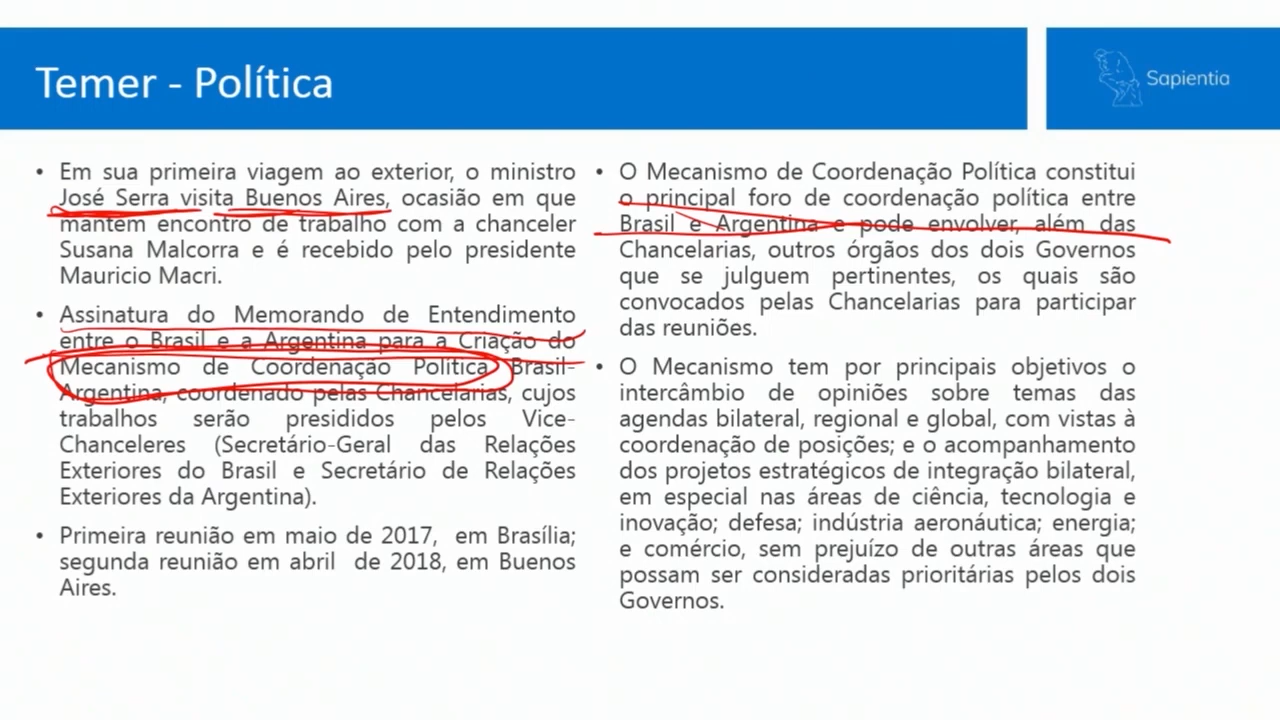 Temer - Política
Sapientia
• Em sua primeira viagem ao exterior, o ministro
José Serra visita Buenos Aires, ocasião em que
mantém encontro de trabalho com a chanceler
Susana Malcorra e é recebido pelo presidente
Mauricio Macri.
• Assinatura do Memorando de Entendimento
entre o Brasil e a Argentina para a Criação do
Mecanismo de Coordenação Política Brasil-
Argentina, coordenado pelas Chancelarias, cujos
trabalhos serão presididos pelos Vice-
Chanceleres (Secretário-Geral das Relações
Exteriores do Brasil e Secretário de Relações
Exteriores da Argentina).
• Primeira reunião em maio de 2017, em Brasília;
segunda reunião em abril de 2018, em Buenos
Aires.
• O Mecanismo de Coordenação Política constitui
o principal foro de coordenação política entre
Brasil e Argentina e pode envolver, além das
Chancelarias, outros órgãos dos dois Governos
que se julguem pertinentes, os quais são
convocados pelas Chancelarias para participar
das reuniões.
• O Mecanismo tem por principais objetivos o
intercâmbio de opiniões sobre temas das
agendas bilateral, regional e global, com vistas à
coordenação de posições; e o acompanhamento
dos projetos estratégicos de integração bilateral,
em especial nas áreas de ciência, tecnologia e
inovação; defesa; indústria aeronáutica; energia;
e comércio, sem prejuízo de outras áreas que
possam ser consideradas prioritárias pelos dois
Governos.